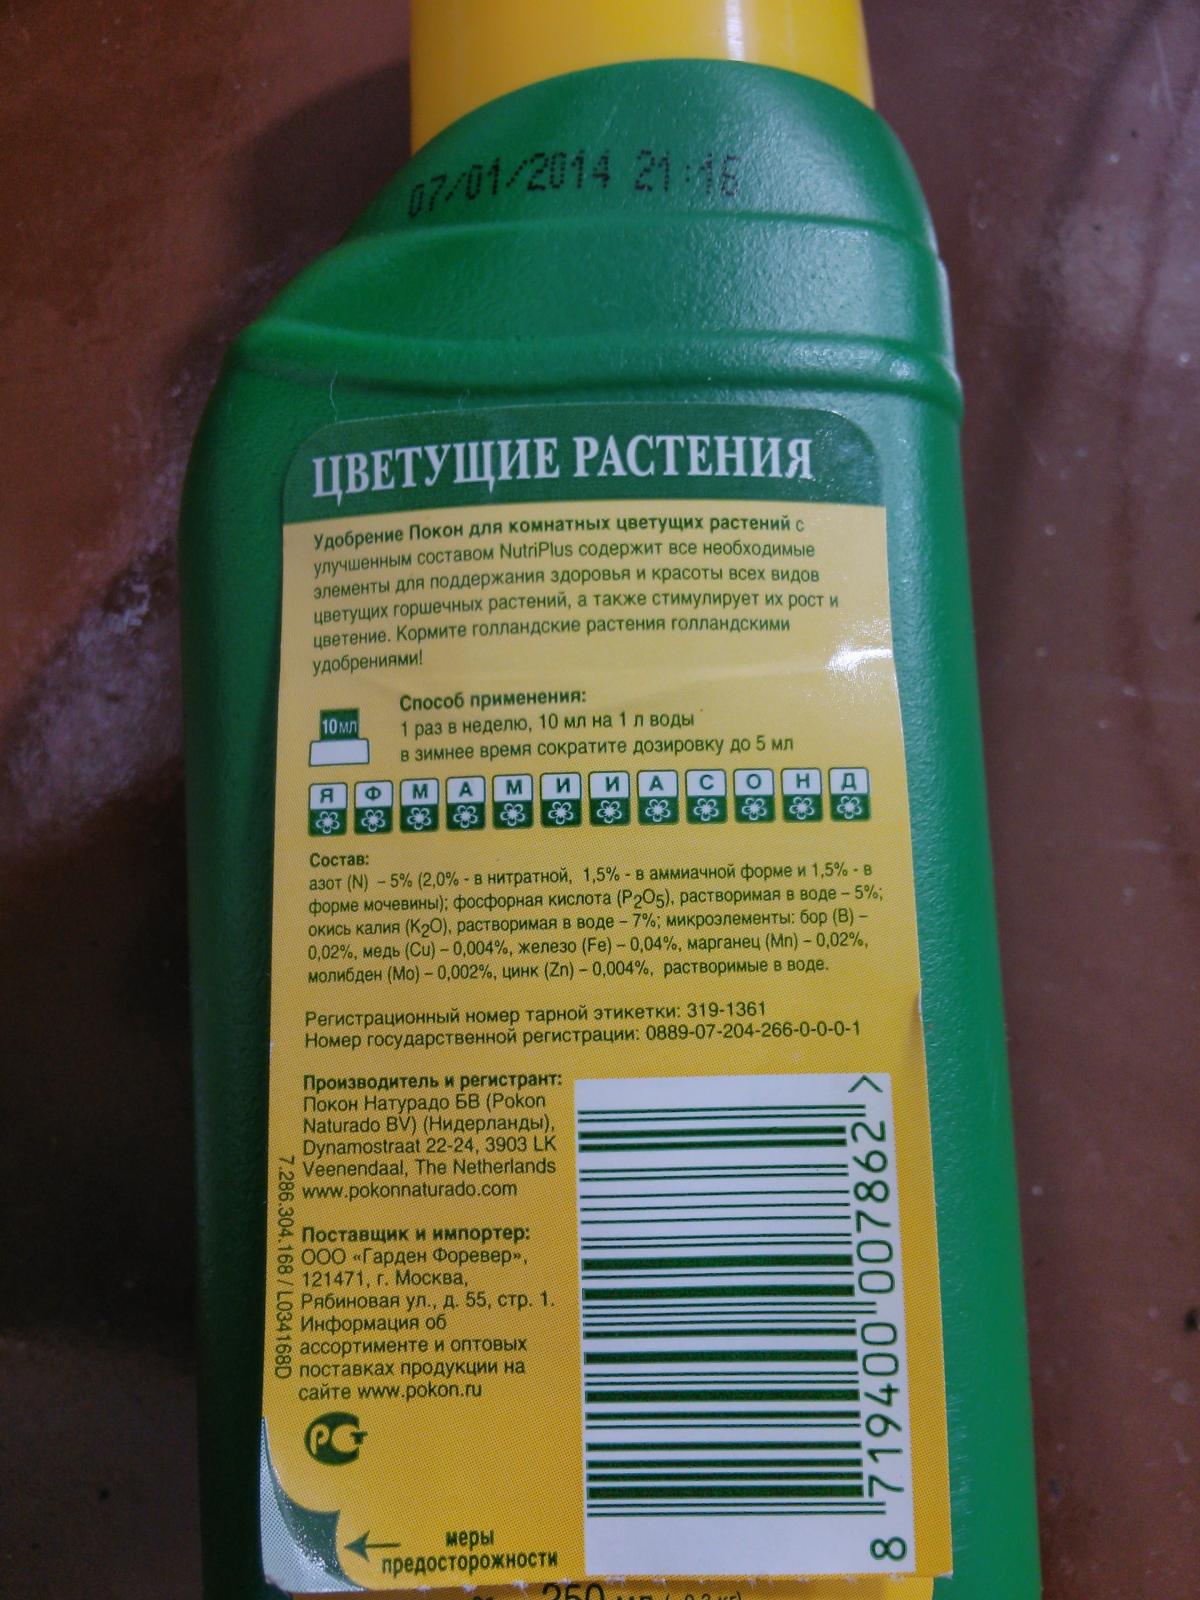 07/01/2014 21:16
ЦВЕТУЩИЕ РАСТЕНИЯ
Удобрение Покон для комнатных цветущих растений с
улучшенным составом NutriPlus содержит все необходимые
элементы для поддержания здоровья и красоты всех видов
цветущих горшечных растений, а также стимулирует их рост и
цветение. Кормите голландские растения голландскими
удобрениями!
Способ применения:
10 мл
1 раз в неделю, 10 мл на 1 л воды
в зимнее время сократите дозировку до 5 мл
Я Ф М А М И И А С О Н Д
Состав:
азот (N) – 5% (2,0% - в нитратной, 1,5% - в аммиачной форме и 1,5% - в
форме мочевины); фосфорная кислота (P2O5), растворимая в воде – 5%;
окись калия (K2O), растворимая в воде – 7%; микроэлементы: бор (B) –
0,02%, медь (Cu) – 0,004%, железо (Fe) – 0,04%, марганец (Mn) – 0,02%,
молибден (Mo) – 0,002%, цинк (Zn) – 0,004%, растворимые в воде.
Регистрационный номер тарной этикетки: 319-1361
Номер государственной регистрации: 0889-07-204-266-0-0-0-1
Производитель и регистрант:
Покон Натурадо БВ (Pokon
Naturado BV) (Нидерланды),
Dynamostraat 22-24, 3903 LK
Veenendaal, The Netherlands
www.pokonnaturado.com
Поставщик и импортер:
ООО «Гарден Форевер»,
121471, г. Москва,
Рябиновая ул., д. 55, стр. 1.
Информация об
ассортименте и оптовых
поставках продукции на
сайте www.pokon.ru
7.286.304.168 / L034168D
РСТ
меры
предосторожности
8 719400 007862 >
250 мл